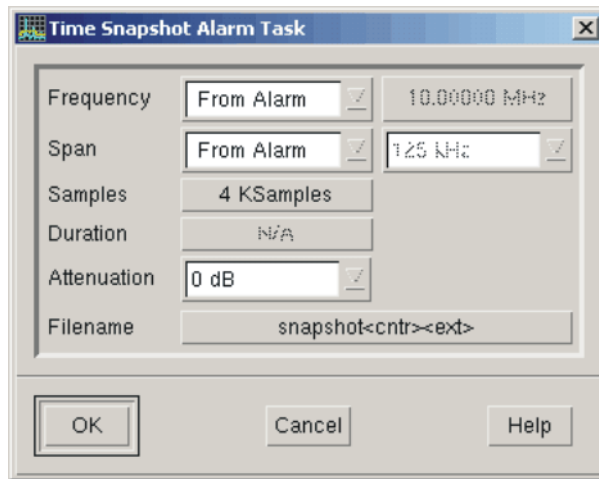 Time Snapshot Alarm Task
Frequency From Alarm 10.00000 MHz
Span From Alarm 125 kHz
Samples 4 KSamples
Duration N/A
Attenuation 0 dB
Filename snapshot<cntr><ext>
OK Cancel Help